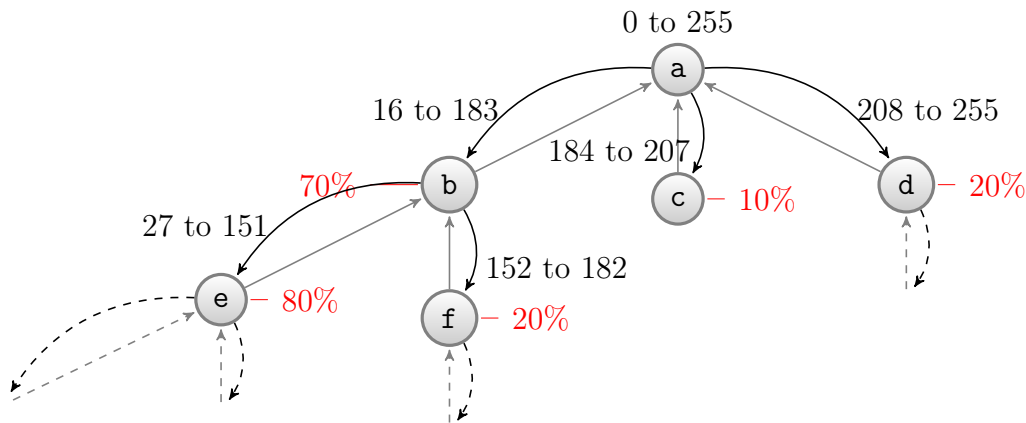 0 to 255
a
16 to 183
208 to 255
184 to 207
70%
b
c
10%
d
20%
27 to 151
152 to 182
e
80%
f
20%